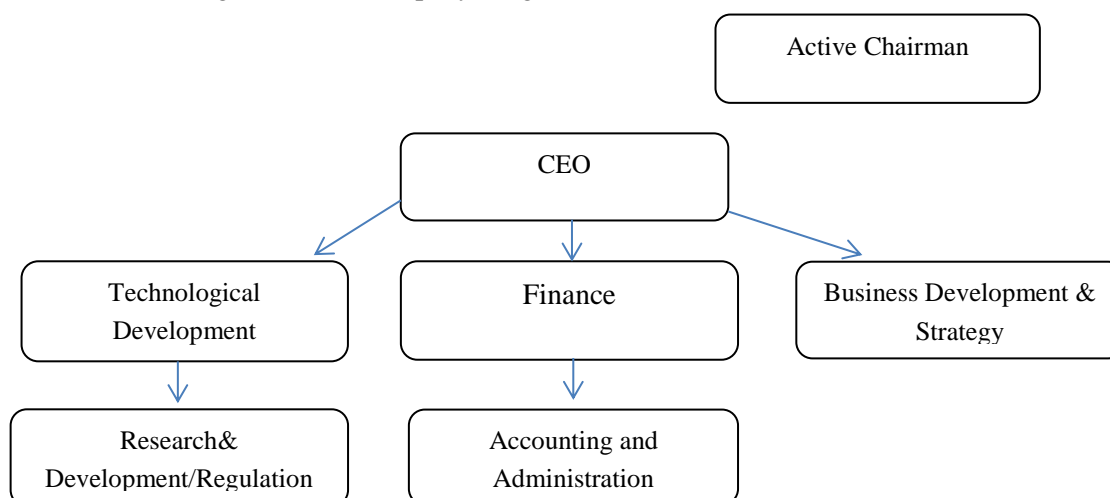 Active Chairman
CEO
Technological
Development
Finance
Business Development &
Strategy
Research&
Development/Regulation
Accounting and
Administration